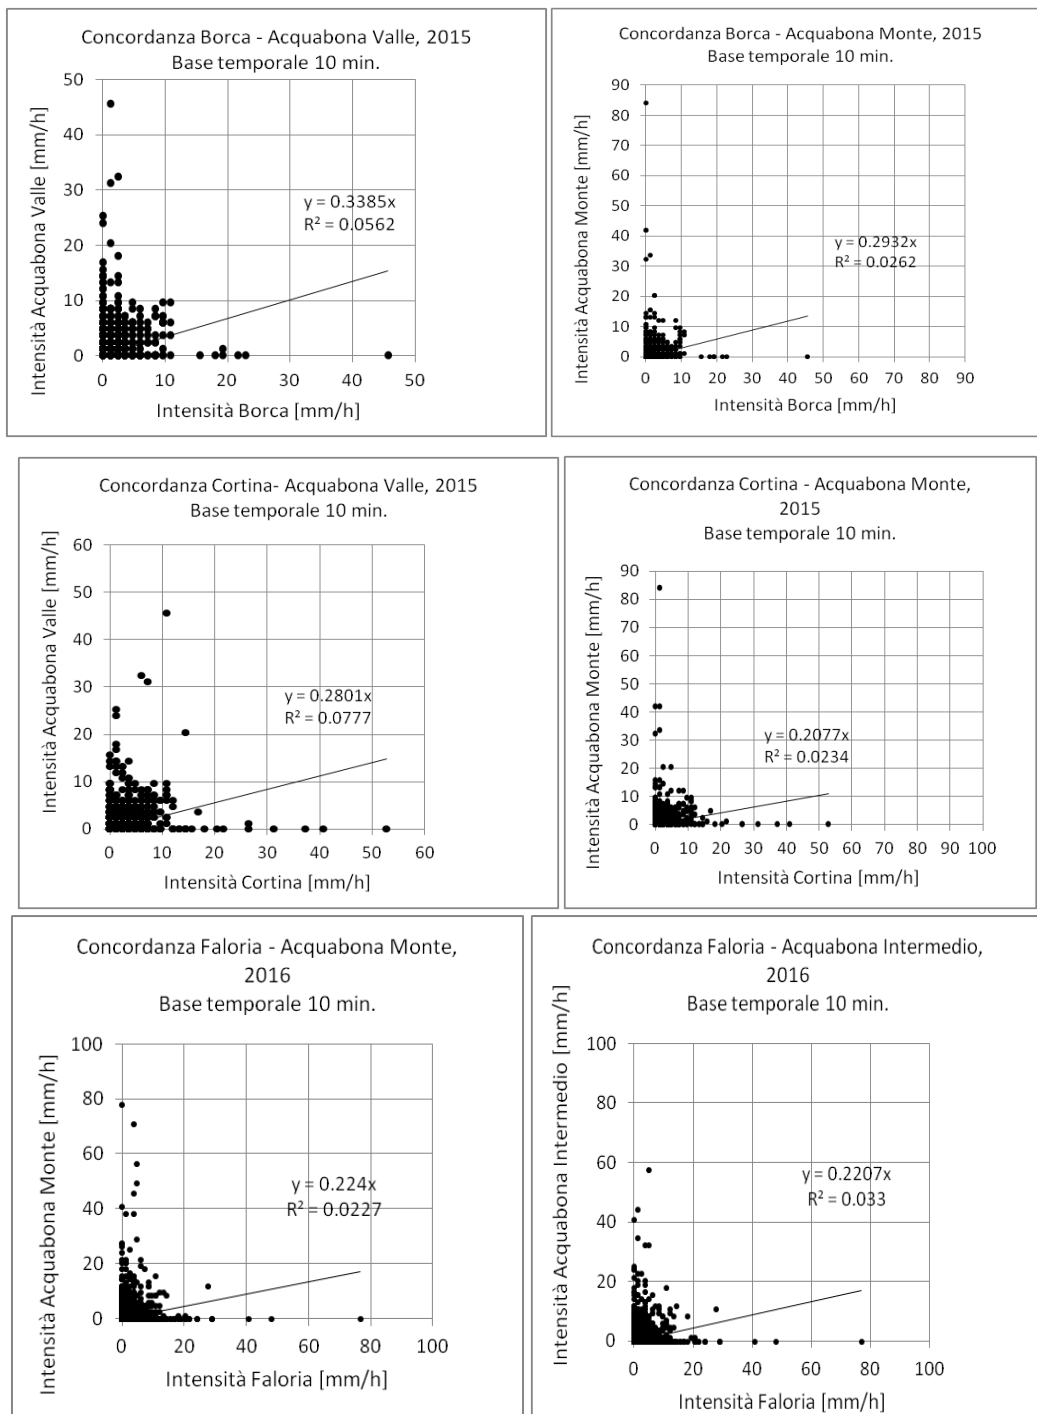 Concordanza Borca - Acquabona Valle, 2015
Base temporale 10 min.
Intensità Acquabona Valle [mm/h]
50
40
30
20
10
0
y = 0.3385x
R² = 0.0562
0 10 20 30 40 50
Intensità Borca [mm/h]
Concordanza Borca - Acquabona Monte, 2015
Base temporale 10 min.
Intensità Acquabona Monte [mm/h]
90
80
70
60
50
40
30
20
10
0
y = 0.2932x
R² = 0.0262
0 10 20 30 40 50 60 70 80 90
Intensità Borca [mm/h]
Concordanza Cortina- Acquabona Valle, 2015
Base temporale 10 min.
Intensità Acquabona Valle [mm/h]
60
50
40
30
20
10
0
y = 0.2801x
R² = 0.0777
0 10 20 30 40 50 60
Intensità Cortina [mm/h]
Concordanza Cortina - Acquabona Monte,
2015
Base temporale 10 min.
Intensità Acquabona Monte [mm/h]
90
80
70
60
50
40
30
20
10
0
y = 0.2077x
R² = 0.0234
0 10 20 30 40 50 60 70 80 90 100
Intensità Cortina [mm/h]
Concordanza Faloria - Acquabona Monte,
2016
Base temporale 10 min.
Intensità Acquabona Monte [mm/h]
100
80
60
40
20
0
y = 0.224x
R² = 0.0227
0 20 40 60 80 100
Intensità Faloria [mm/h]
Concordanza Faloria - Acquabona Intermedio,
2016
Base temporale 10 min.
Intensità Acquabona Intermedio [mm/h]
100
80
60
40
20
0
y = 0.2207x
R² = 0.033
0 20 40 60 80 100
Intensità Faloria [mm/h]